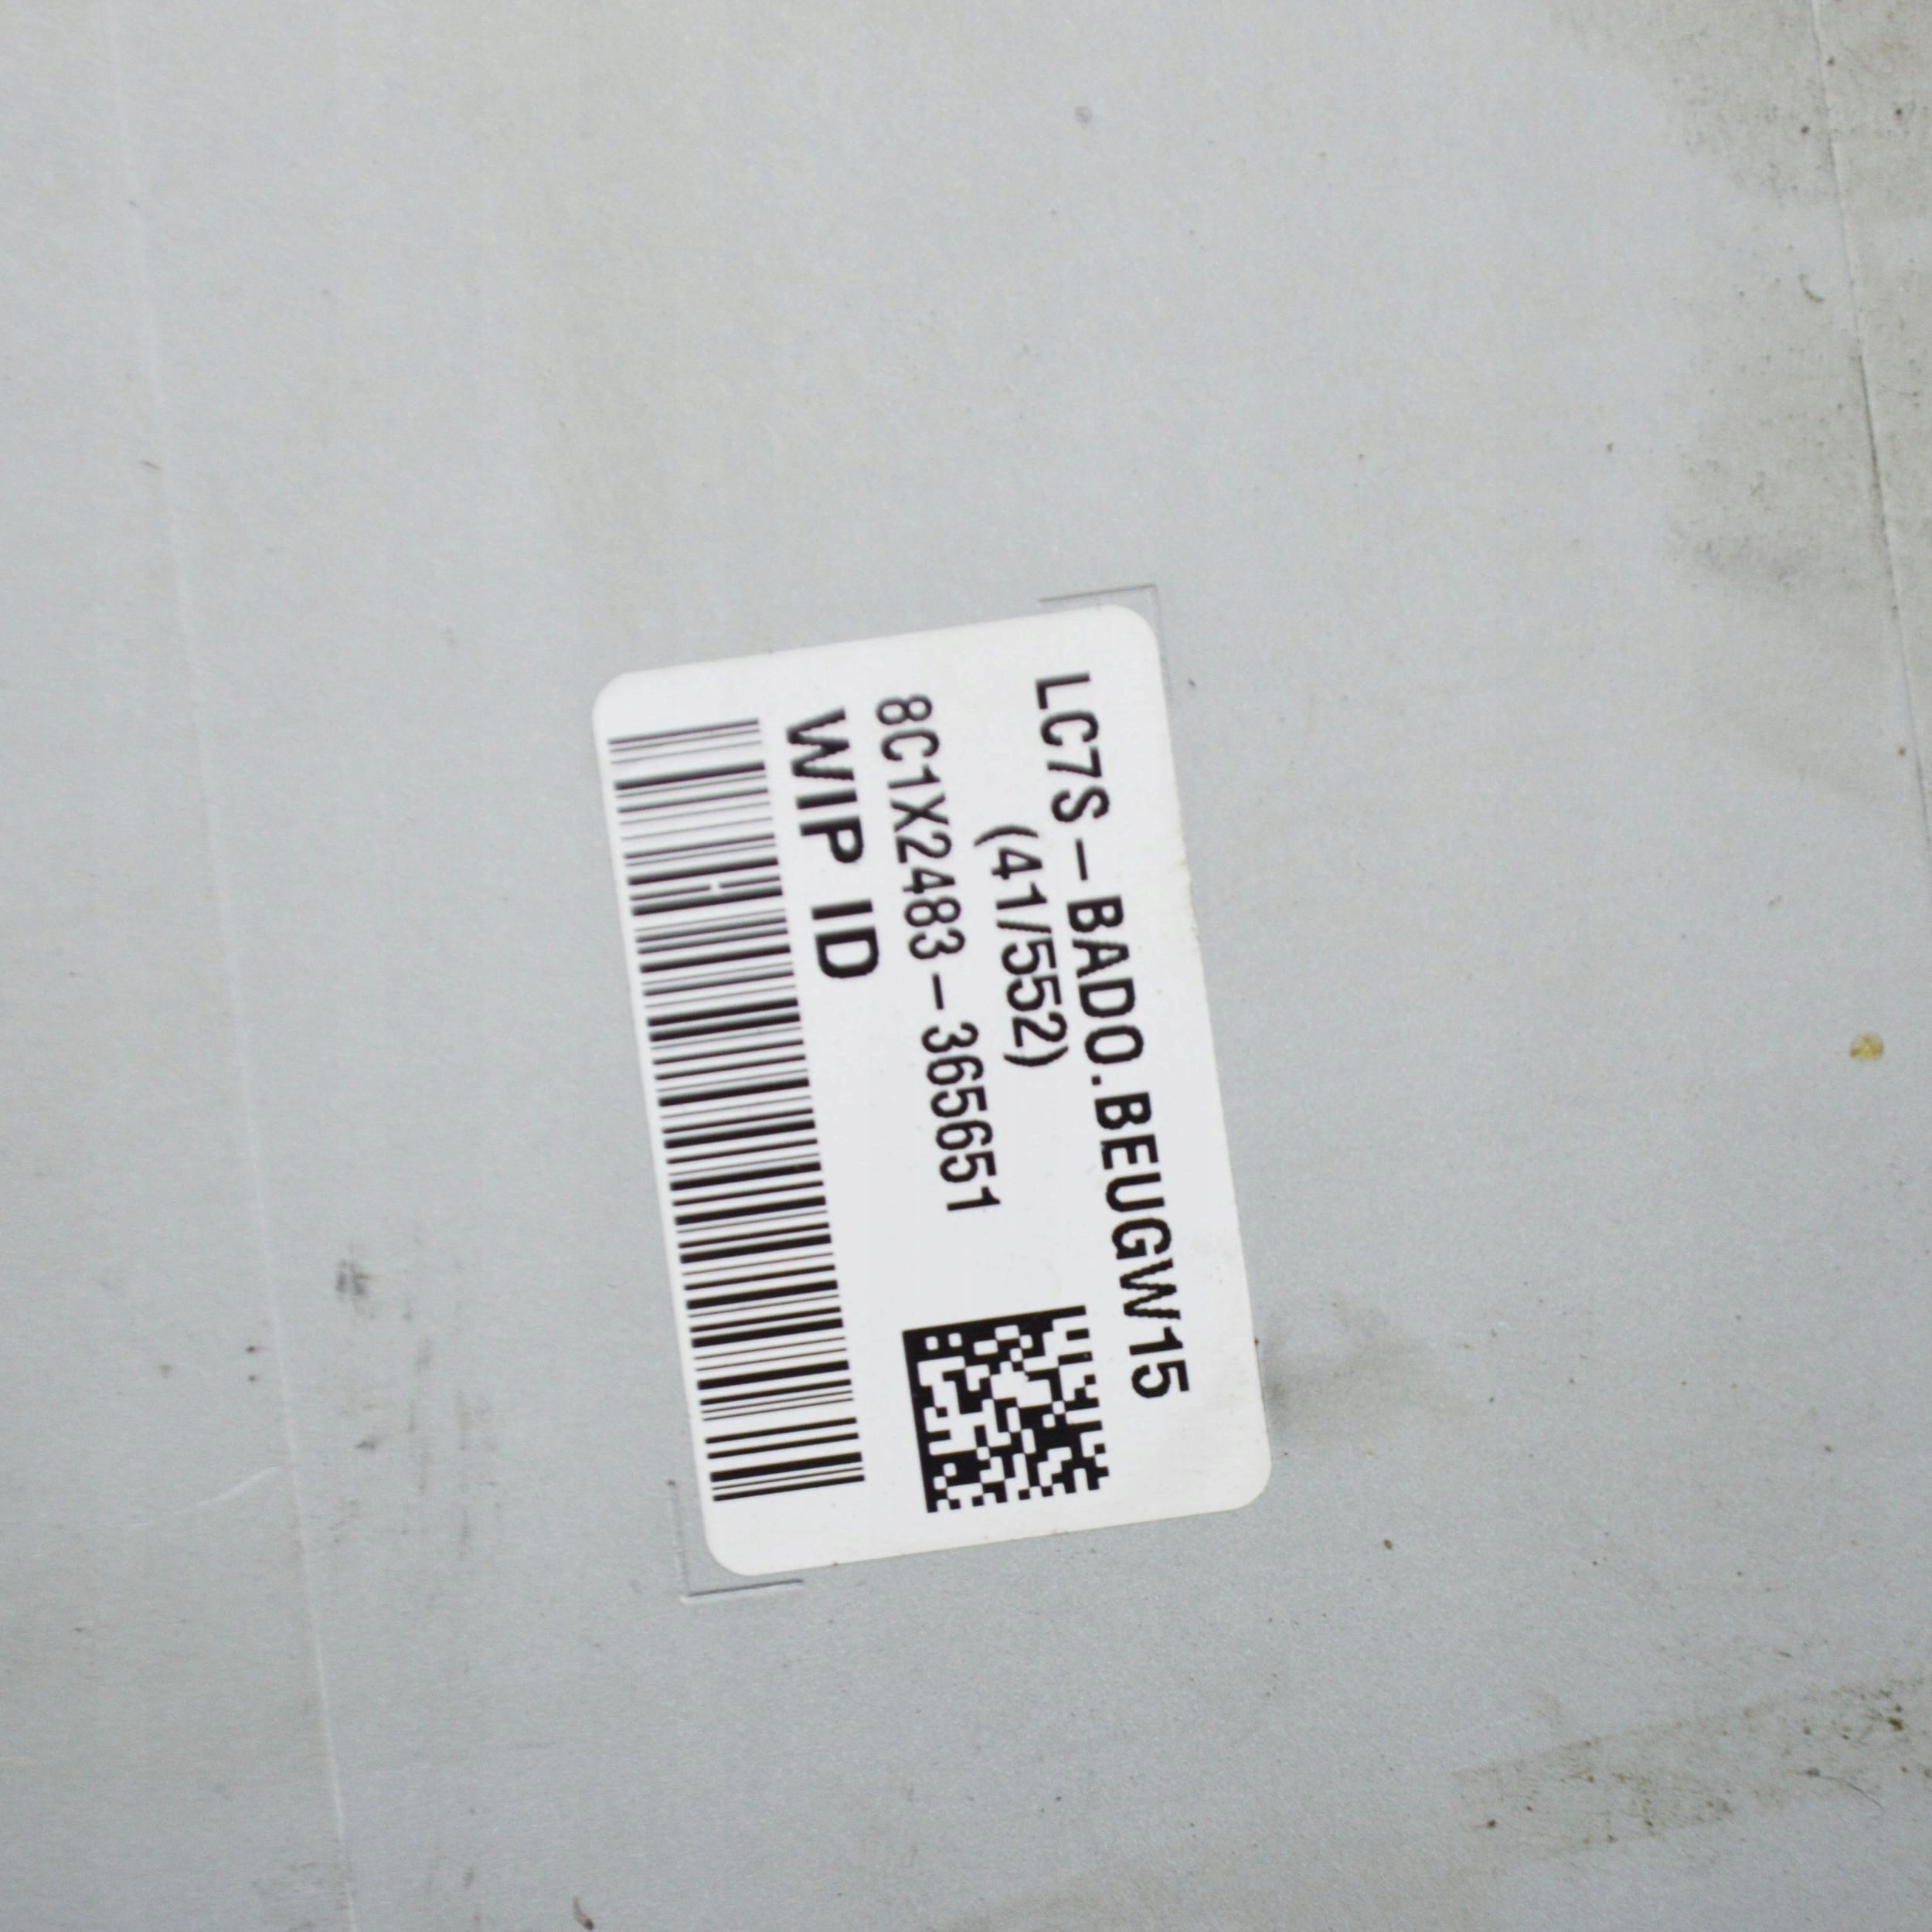 LC7S-BADO.BEUGW15
(41/552)
8C1X2483-365651
WIP ID